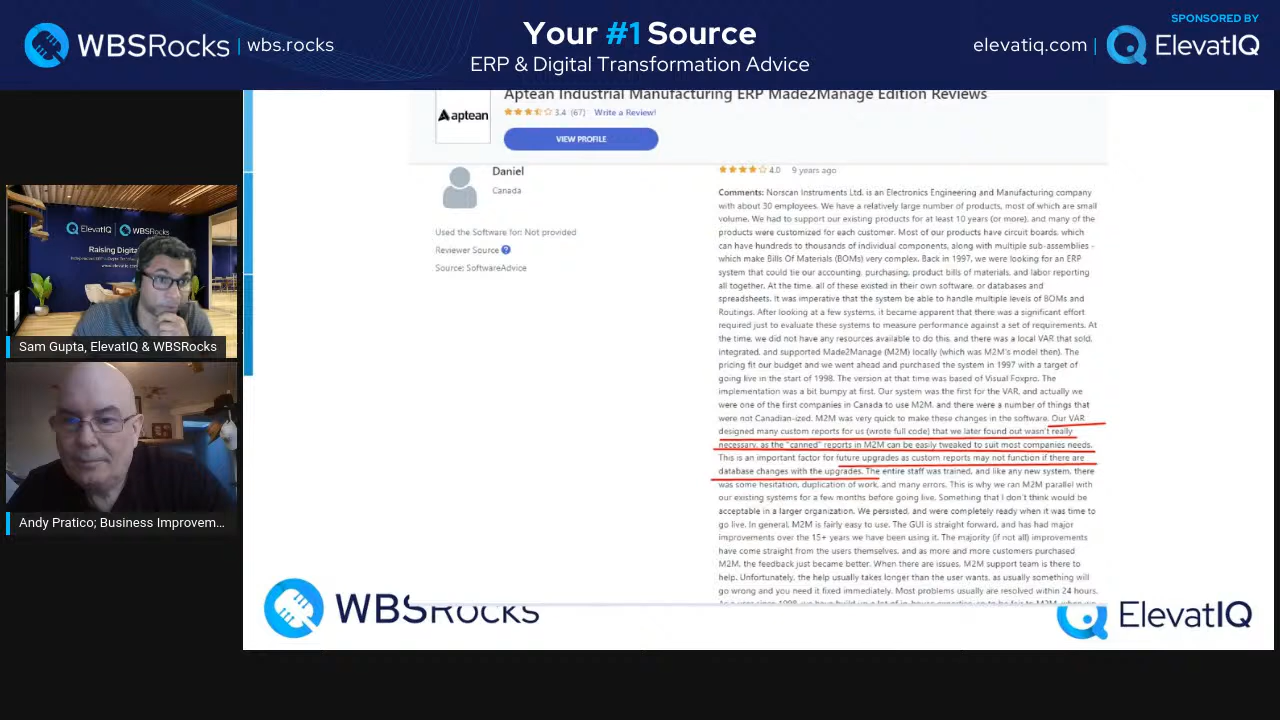 WBSRocks | wbs.rocks
Your #1 Source
ERP & Digital Transformation Advice
SPONSORED BY
elevatiq.com | ElevatIQ
Aptean Industrial Manufacturing ERP Made2Manage Edition Reviews
aptean
3.4 (67) Write a Review!
VIEW PROFILE
Daniel
Canada
Used the Software for: Not provided
Reviewer Source
Source: SoftwareAdvice
4.0 9 years ago
Comments: Norscan Instruments Ltd. is an Electronics Engineering and Manufacturing company
with about 30 employees. We have a relatively large number of products, most of which are small
volume. We had to support our existing products for at least 10 years (or more), and many of the
products were customized for each customer. Most of our products have circuit boards, which
can have hundreds to thousands of individual components, along with multiple sub-assemblies -
which make Bills Of Materials (BOMs) very complex. Back in 1997, we were looking for an ERP
system that could tie our accounting, purchasing, product bills of materials, and labor reporting
all together. At the time, all of these existed in their own software, or databases and
spreadsheets. It was imperative that the system be able to handle multiple levels of BOMs and
Routings. After looking at a few systems, it became apparent that there was a significant effort
required just to evaluate these systems to measure performance against a set of requirements. At
the time, we did not have any resources available to do this, and there was a local VAR that sold,
integrated, and supported Made2Manage (M2M) locally (which was M2M's model then). The
pricing fit our budget and we went ahead and purchased the system in 1997 with a target of
going live in the start of 1998. The version at that time was based of Visual Foxpro. The
implementation was a bit bumpy at first. Our system was the first for the VAR, and actually we
were one of the first companies in Canada to use M2M, and there were a number of things that
were not Canadian-ized. M2M was very quick to make these changes in the software. Our VAR
designed many custom reports for us (wrote full code) that we later found out wasn't really
necessary, as the "canned" reports in M2M can be easily tweaked to suit most companies needs.
This is an important factor for future upgrades as custom reports may not function if there are
database changes with the upgrades. The entire staff was trained, and like any new system, there
was some hesitation, duplication of work, and many errors. This is why we ran M2M parallel with
our existing systems for a few months before going live. Something that I don't think would be
acceptable in a larger organization. We persisted, and were completely ready when it was time to
go live. In general, M2M is fairly easy to use. The GUI is straight forward, and has had major
improvements over the 15+ years we have been using it. The majority (if not all) improvements
have come straight from the users themselves, and as more and more customers purchased
M2M, the feedback just became better. When there are issues, M2M support team is there to
help. Unfortunately, the help usually takes longer than the user wants, as usually something will
go wrong and you need it fixed immediately. Most problems usually are resolved within 24 hours.
ElevatIQ | WBSRocks
Raising Digita
Sam Gupta, ElevatIQ & WBSRocks
Andy Pratico; Business Improvem...
WBSRocks
ElevatIQ